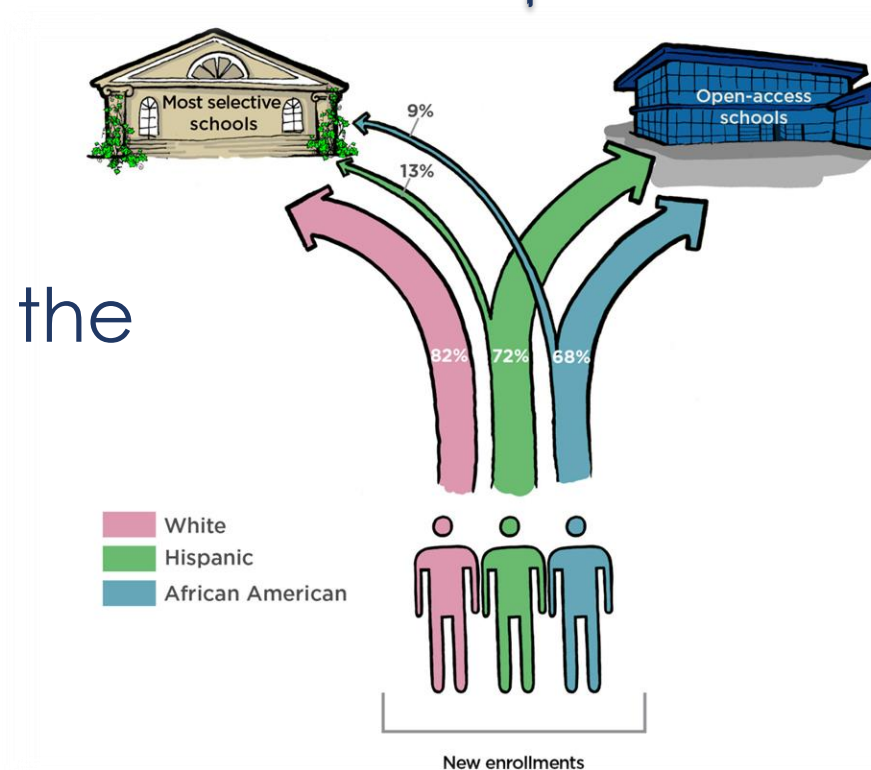 Most selective
schools
Open-access
schools
9%
13%
the
82%
72%
68%
White
Hispanic
African American
New enrollments